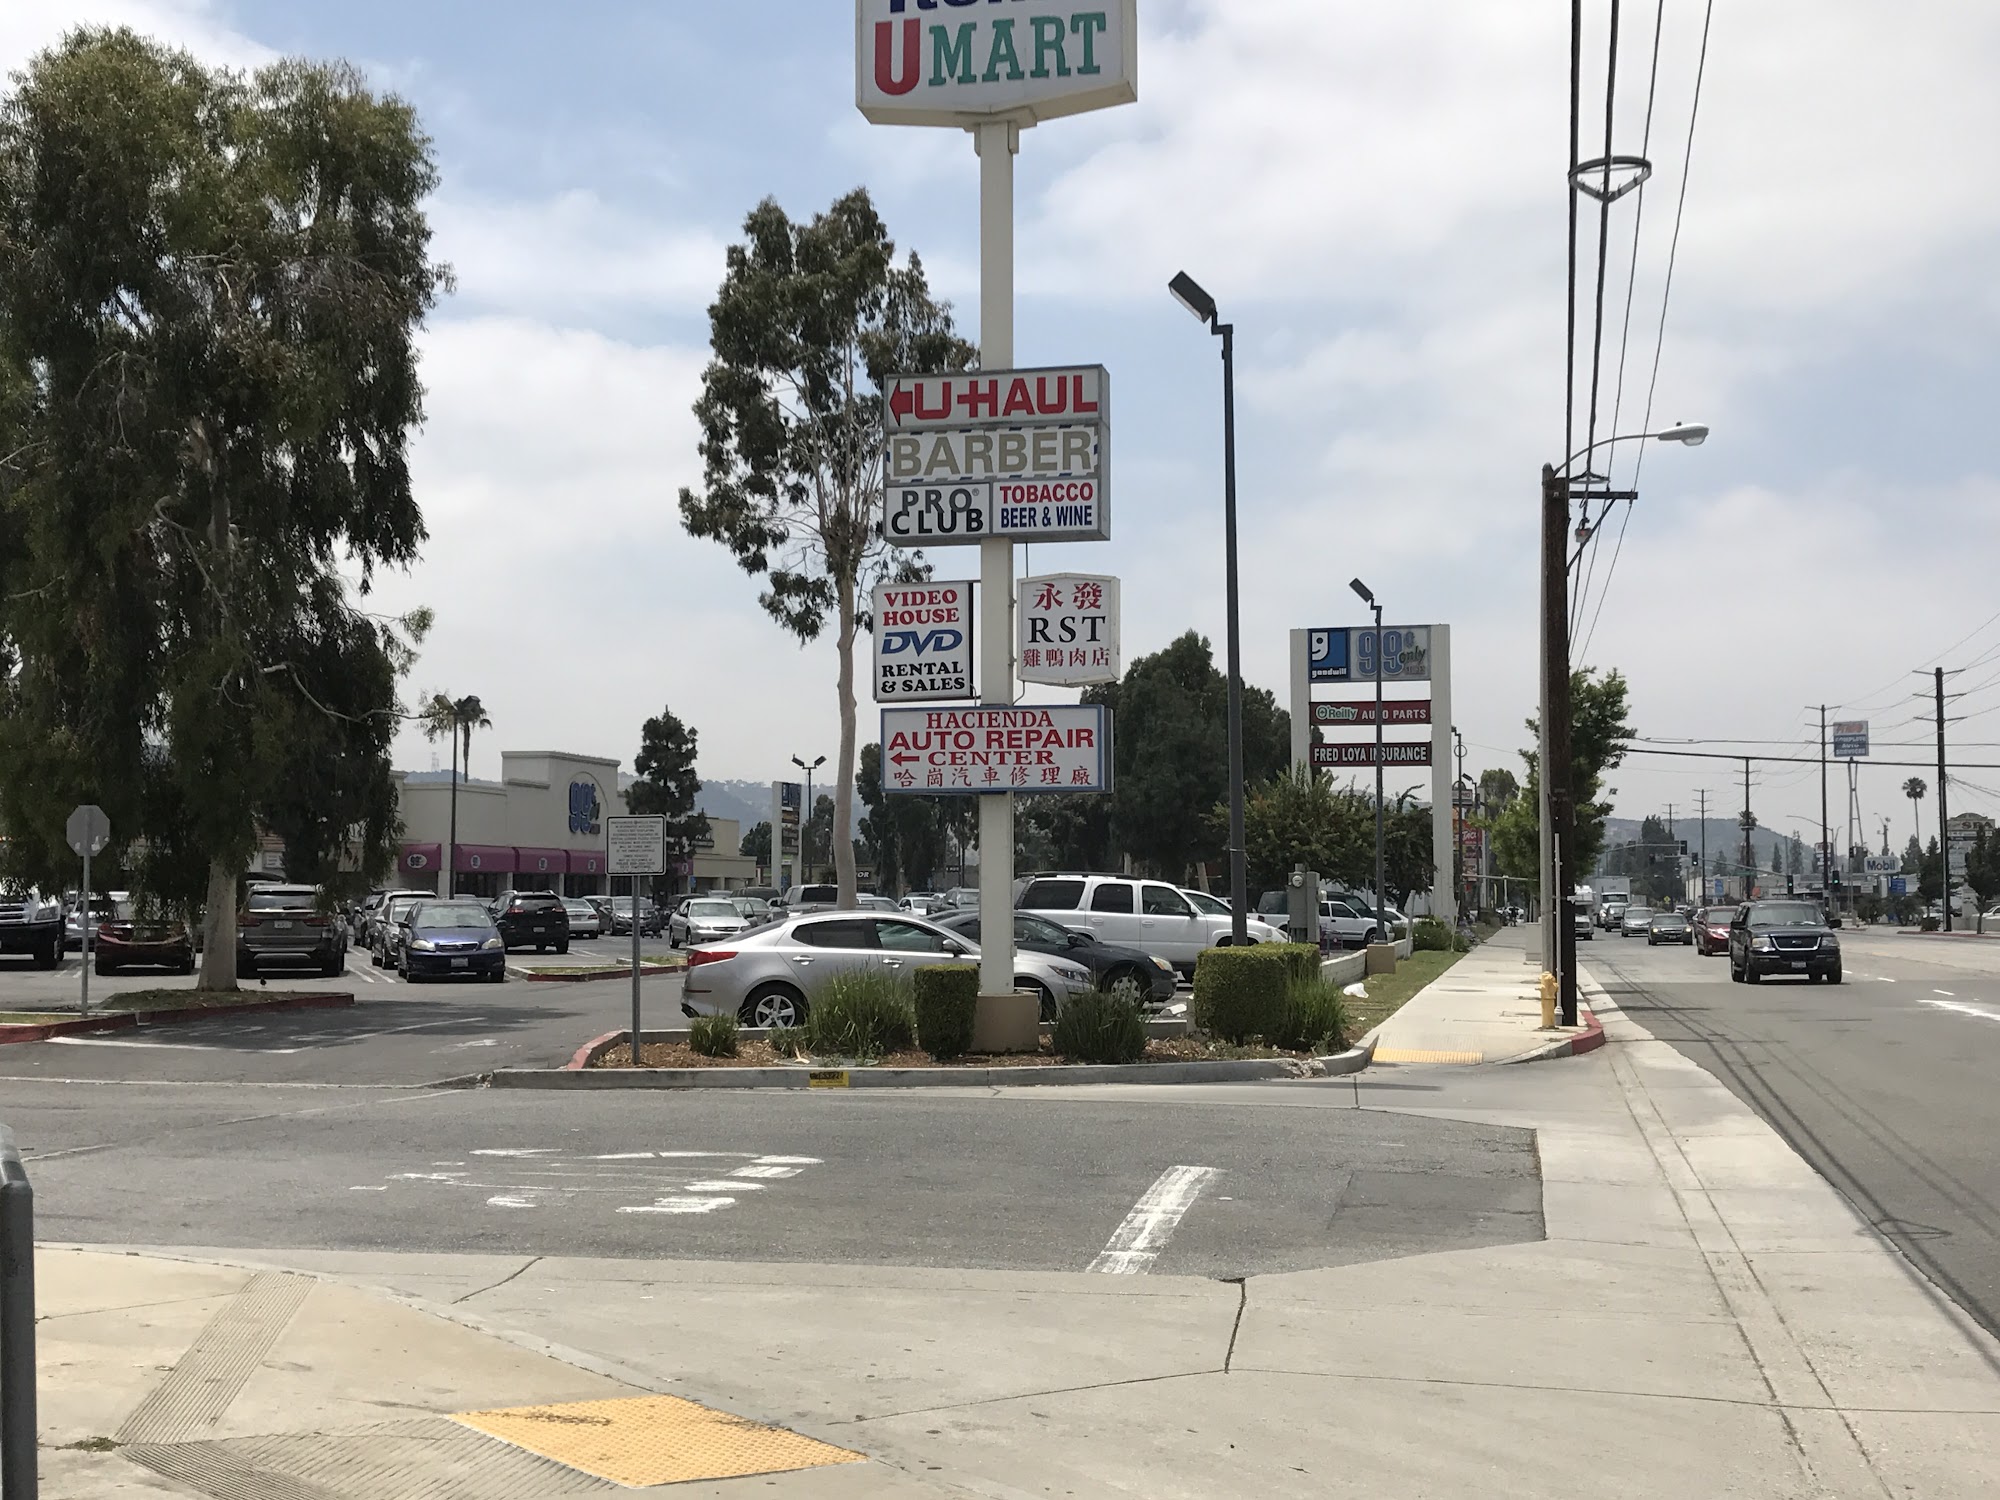 UMART
U-HAUL
BARBER
PRO CLUB
TOBACCO
BEER & WINE
VIDEO
HOUSE
DVD
RENTAL
& SALES
永發
RST
雞鴨肉店
HACIENDA
AUTO REPAIR
CENTER
哈崗汽車修理廠
goodwill
99¢ only
O'Reilly AUTO PARTS
FRED LOYA INSURANCE
99¢
Mobil